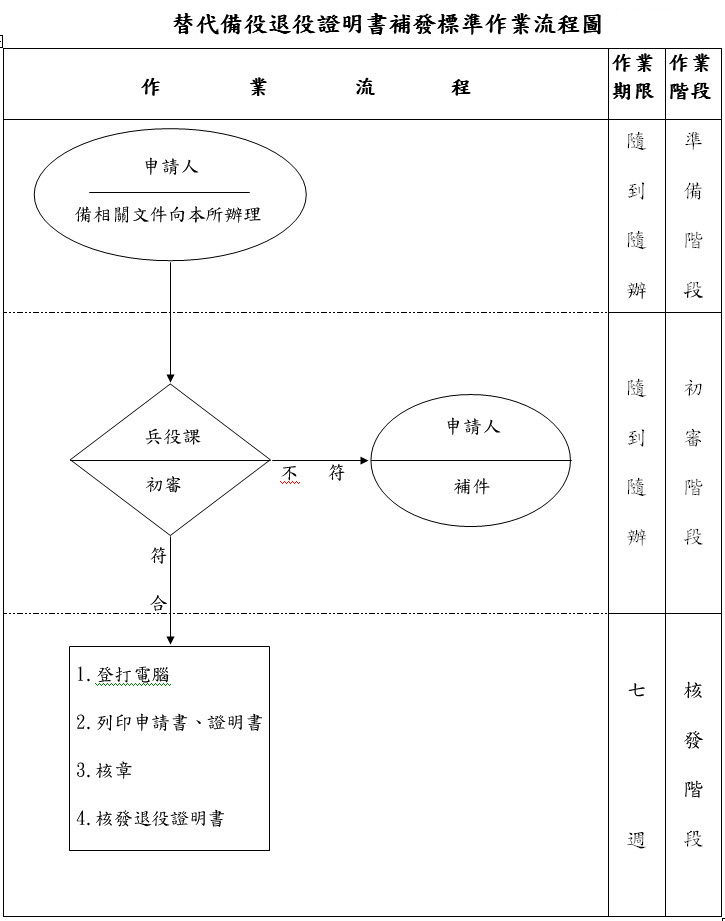 替代備役退役證明書補發標準作業流程圖
作業流程
作業期限
作業階段
申請人
備相關文件向本所辦理
隨到隨辦
準備階段
兵役課
初審
不符
申請人
補件
符合
隨到隨辦
初審階段
1.登打電腦
2.列印申請書、證明書
3.核章
4.核發退役證明書
七週
核發階段